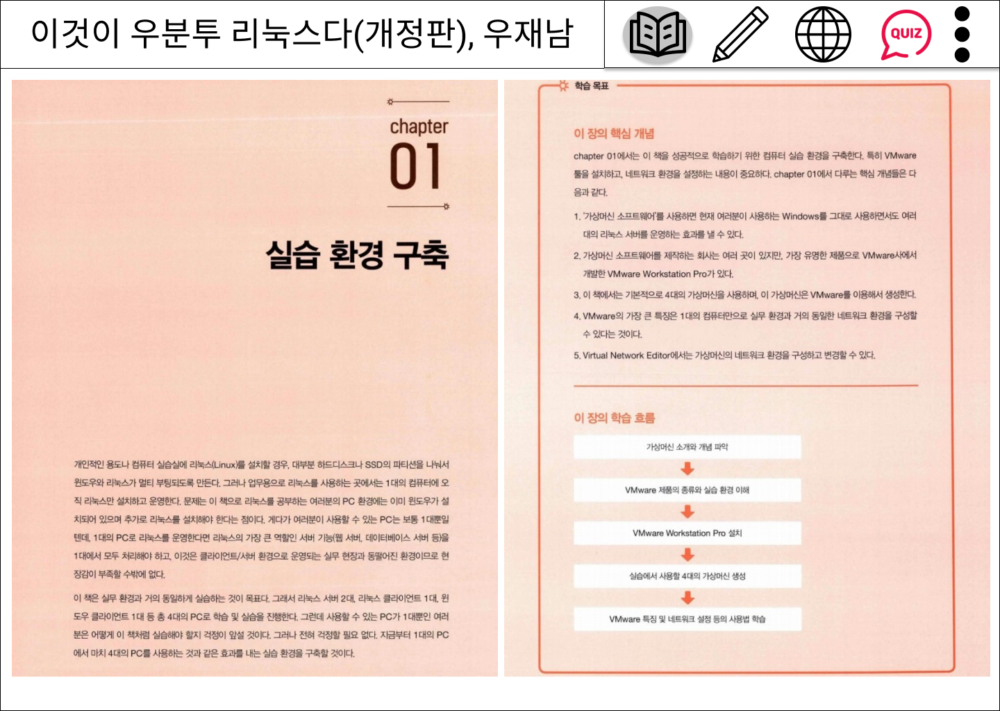 이것이 우분투 리눅스다(개정판), 우재남
QUIZ
chapter
01
실습 환경 구축
개인적인 용도나 컴퓨터 실습실에 리눅스(Linux)를 설치할 경우, 대부분 하드디스크나 SSD의 파티션을 나눠서
윈도우와 리눅스가 멀티 부팅되도록 만든다. 그러나 업무용으로 리눅스를 사용하는 곳에서는 1대의 컴퓨터에 오
직 리눅스만 설치하고 운영한다. 문제는 이 책으로 리눅스를 공부하는 여러분의 PC 환경에는 이미 윈도우가 설
치되어 있으며 추가로 리눅스를 설치해야 한다는 점이다. 게다가 여러분이 사용할 수 있는 PC는 보통 1대뿐일
텐데, 1대의 PC로 리눅스를 운영한다면 리눅스의 가장 큰 역할인 서버 기능(웹 서버, 데이터베이스 서버 등)을
1대에서 모두 처리해야 하고, 이것은 클라이언트/서버 환경으로 운영되는 실무 현장과 동떨어진 환경이므로 현
장감이 부족할 수밖에 없다.
이 책은 실무 환경과 거의 동일하게 실습하는 것이 목표다. 그래서 리눅스 서버 2대, 리눅스 클라이언트 1대, 윈
도우 클라이언트 1대 등 총 4대의 PC로 학습 및 실습을 진행한다. 그런데 사용할 수 있는 PC가 1대뿐인 여러
분은 어떻게 이 책처럼 실습해야 할지 걱정이 앞설 것이다. 그러나 전혀 걱정할 필요 없다. 지금부터 1대의 PC
에서 마치 4대의 PC를 사용하는 것과 같은 효과를 내는 실습 환경을 구축할 것이다.
학습 목표
이 장의 핵심 개념
chapter 01에서는 이 책을 성공적으로 학습하기 위한 컴퓨터 실습 환경을 구축한다. 특히 VMware
툴을 설치하고, 네트워크 환경을 설정하는 내용이 중요하다. chapter 01에서 다루는 핵심 개념들은 다
음과 같다.
1. '가상머신 소프트웨어'를 사용하면 현재 여러분이 사용하는 Windows를 그대로 사용하면서도 여러
대의 리눅스 서버를 운영하는 효과를 낼 수 있다.
2. 가상머신 소프트웨어를 제작하는 회사는 여러 곳이 있지만, 가장 유명한 제품으로 VMware사에서
개발한 VMware Workstation Pro가 있다.
3. 이 책에서는 기본적으로 4대의 가상머신을 사용하며, 이 가상머신은 VMware를 이용해서 생성한다.
4. VMware의 가장 큰 특징은 1대의 컴퓨터만으로 실무 환경과 거의 동일한 네트워크 환경을 구성할
수 있다는 것이다.
5. Virtual Network Editor에서는 가상머신의 네트워크 환경을 구성하고 변경할 수 있다.
이 장의 학습 흐름
가상머신 소개와 개념 파악
VMware 제품의 종류와 실습 환경 이해
VMware Workstation Pro 설치
실습에서 사용할 4대의 가상머신 생성
VMware 특징 및 네트워크 설정 등의 사용법 학습